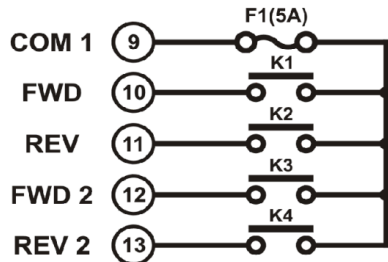 F1(5A)
COM 1 9
K1
FWD 10
K2
REV 11
K3
FWD 2 12
K4
REV 2 13